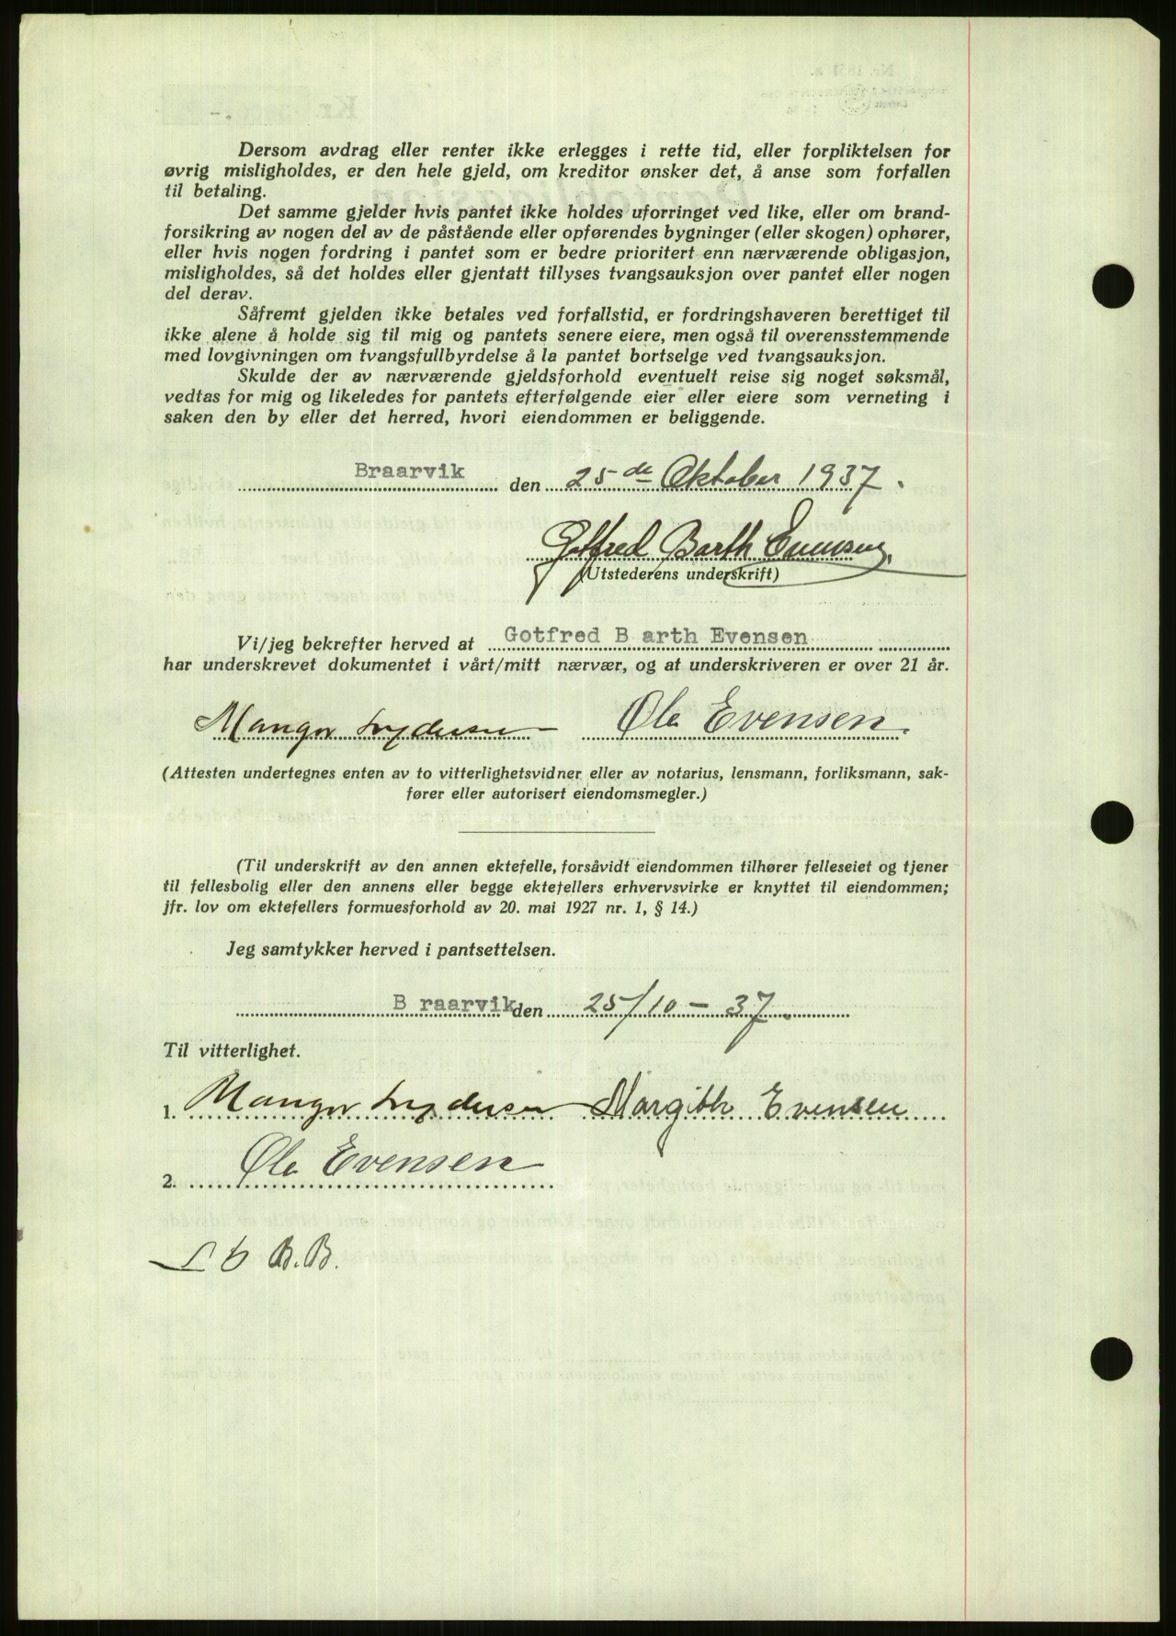 Dersom avdrag eller renter ikke erlegges i rette tid, eller forpliktelsen for
øvrig misligholdes, er den hele gjeld, om kreditor ønsker det, å anse som forfallen
til betaling.
Det samme gjelder hvis pantet ikke holdes uforringet ved like, eller om brand-
forsikring av nogen del av de påstående eller opførendes bygninger (eller skogen) ophører,
eller hvis nogen fordring i pantet som er bedre prioritert enn nærværende obligasjon,
misligholdes, så det holdes eller gjentatt tillyses tvangsauksjon over pantet eller nogen
del derav.
Såfremt gjelden ikke betales ved forfallstid, er fordringshaveren berettiget til
ikke alene å holde sig til mig og pantets senere eiere, men også til overensstemmende
med lovgivningen om tvangsfullbyrdelse å la pantet bortselge ved tvangsauksjon.
Skulde der av nærværende gjeldsforhold eventuelt reise sig noget søksmål,
vedtas for mig og likeledes for pantets efterfølgende eier eller eiere som verneting i
saken den by eller det herred, hvori eiendommen er beliggende.
Braarvik den 25de Oktober 1937.
Gotfred Barth Evensen.
(Utstederens underskrift)
Vi/jeg bekrefter herved at Gotfred B arth Evensen
har underskrevet dokumentet i vårt/mitt nærvær, og at underskriveren er over 21 år.
Mangor Lydersen Ole Evensen.
(Attesten undertegnes enten av to vitterlighetsvidner eller av notarius, lensmann, forliksmann, sak-
fører eller autorisert eiendomsmegler.)
(Til underskrift av den annen ektefelle, forsåvidt eiendommen tilhører felleseiet og tjener
til fellesbolig eller den annens eller begge ektefellers erhvervsvirke er knyttet til eiendommen;
jfr. lov om ektefellers formuesforhold av 20. mai 1927 nr. 1, § 14.)
Jeg samtykker herved i pantsettelsen.
B raarvik den 25/10 - 37.
Til vitterlighet.
1. Mangor Lydersen Margith Evensen
2. Ole Evensen
B.B.